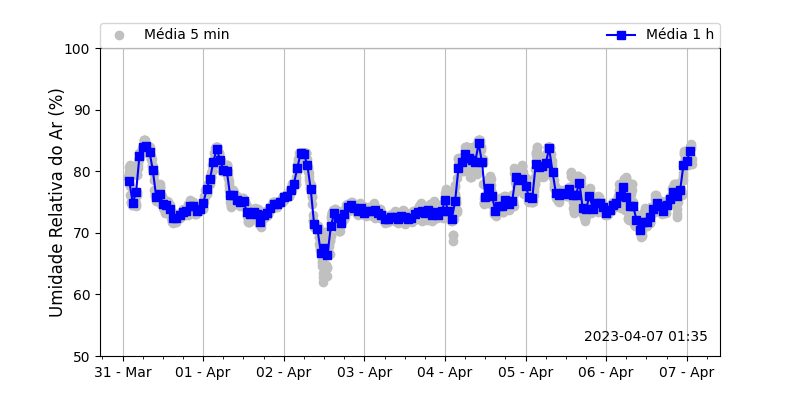 Média 5 min
Média 1 h
Umidade Relativa do Ar (%)
100
90
80
70
60
50
2023-04-07 01:35
31 - Mar
01 - Apr
02 - Apr
03 - Apr
04 - Apr
05 - Apr
06 - Apr
07 - Apr